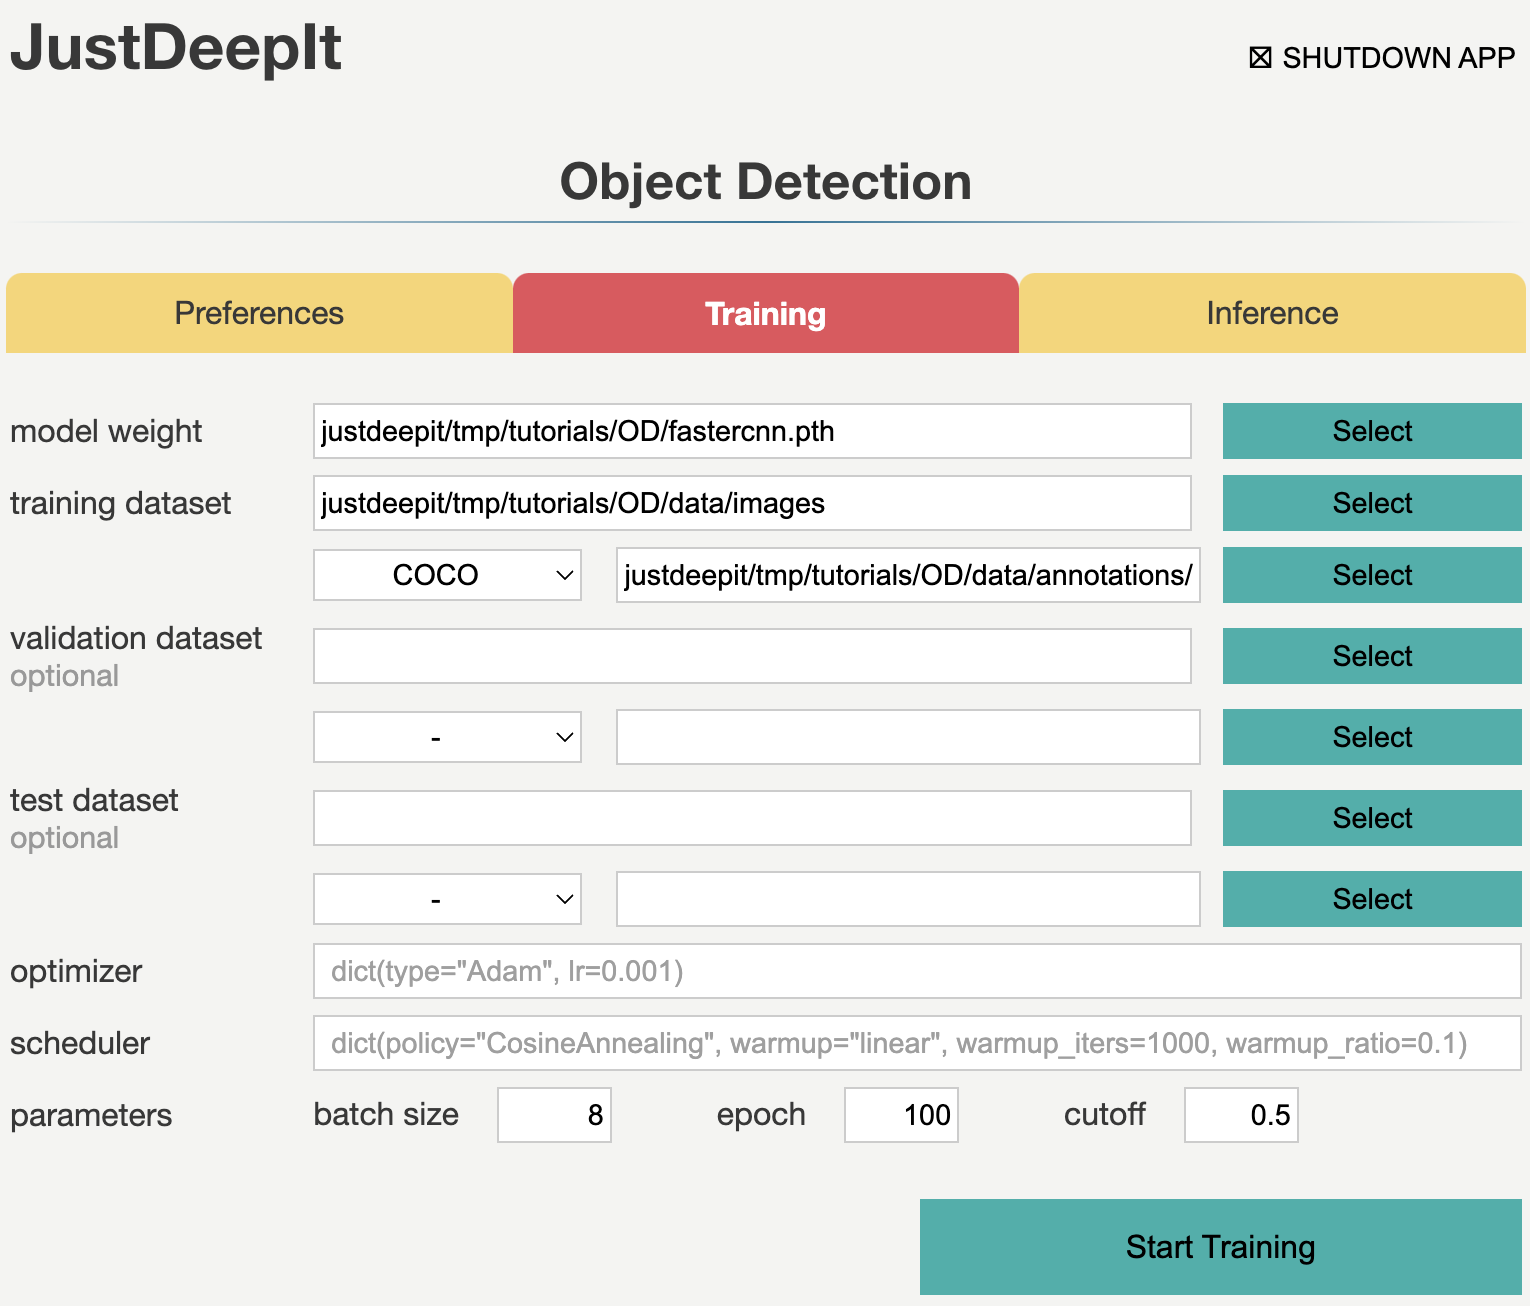 JustDeepIt
☒ SHUTDOWN APP
Object Detection
Preferences
Training
Inference
model weight
justdeepit/tmp/tutorials/OD/fastercnn.pth
Select
training dataset
justdeepit/tmp/tutorials/OD/data/images
Select
COCO
justdeepit/tmp/tutorials/OD/data/annotations/
Select
validation dataset
optional
Select
-
Select
test dataset
optional
Select
-
Select
optimizer
dict(type="Adam", lr=0.001)
scheduler
dict(policy="CosineAnnealing", warmup="linear", warmup_iters=1000, warmup_ratio=0.1)
parameters
batch size
8
epoch
100
cutoff
0.5
Start Training